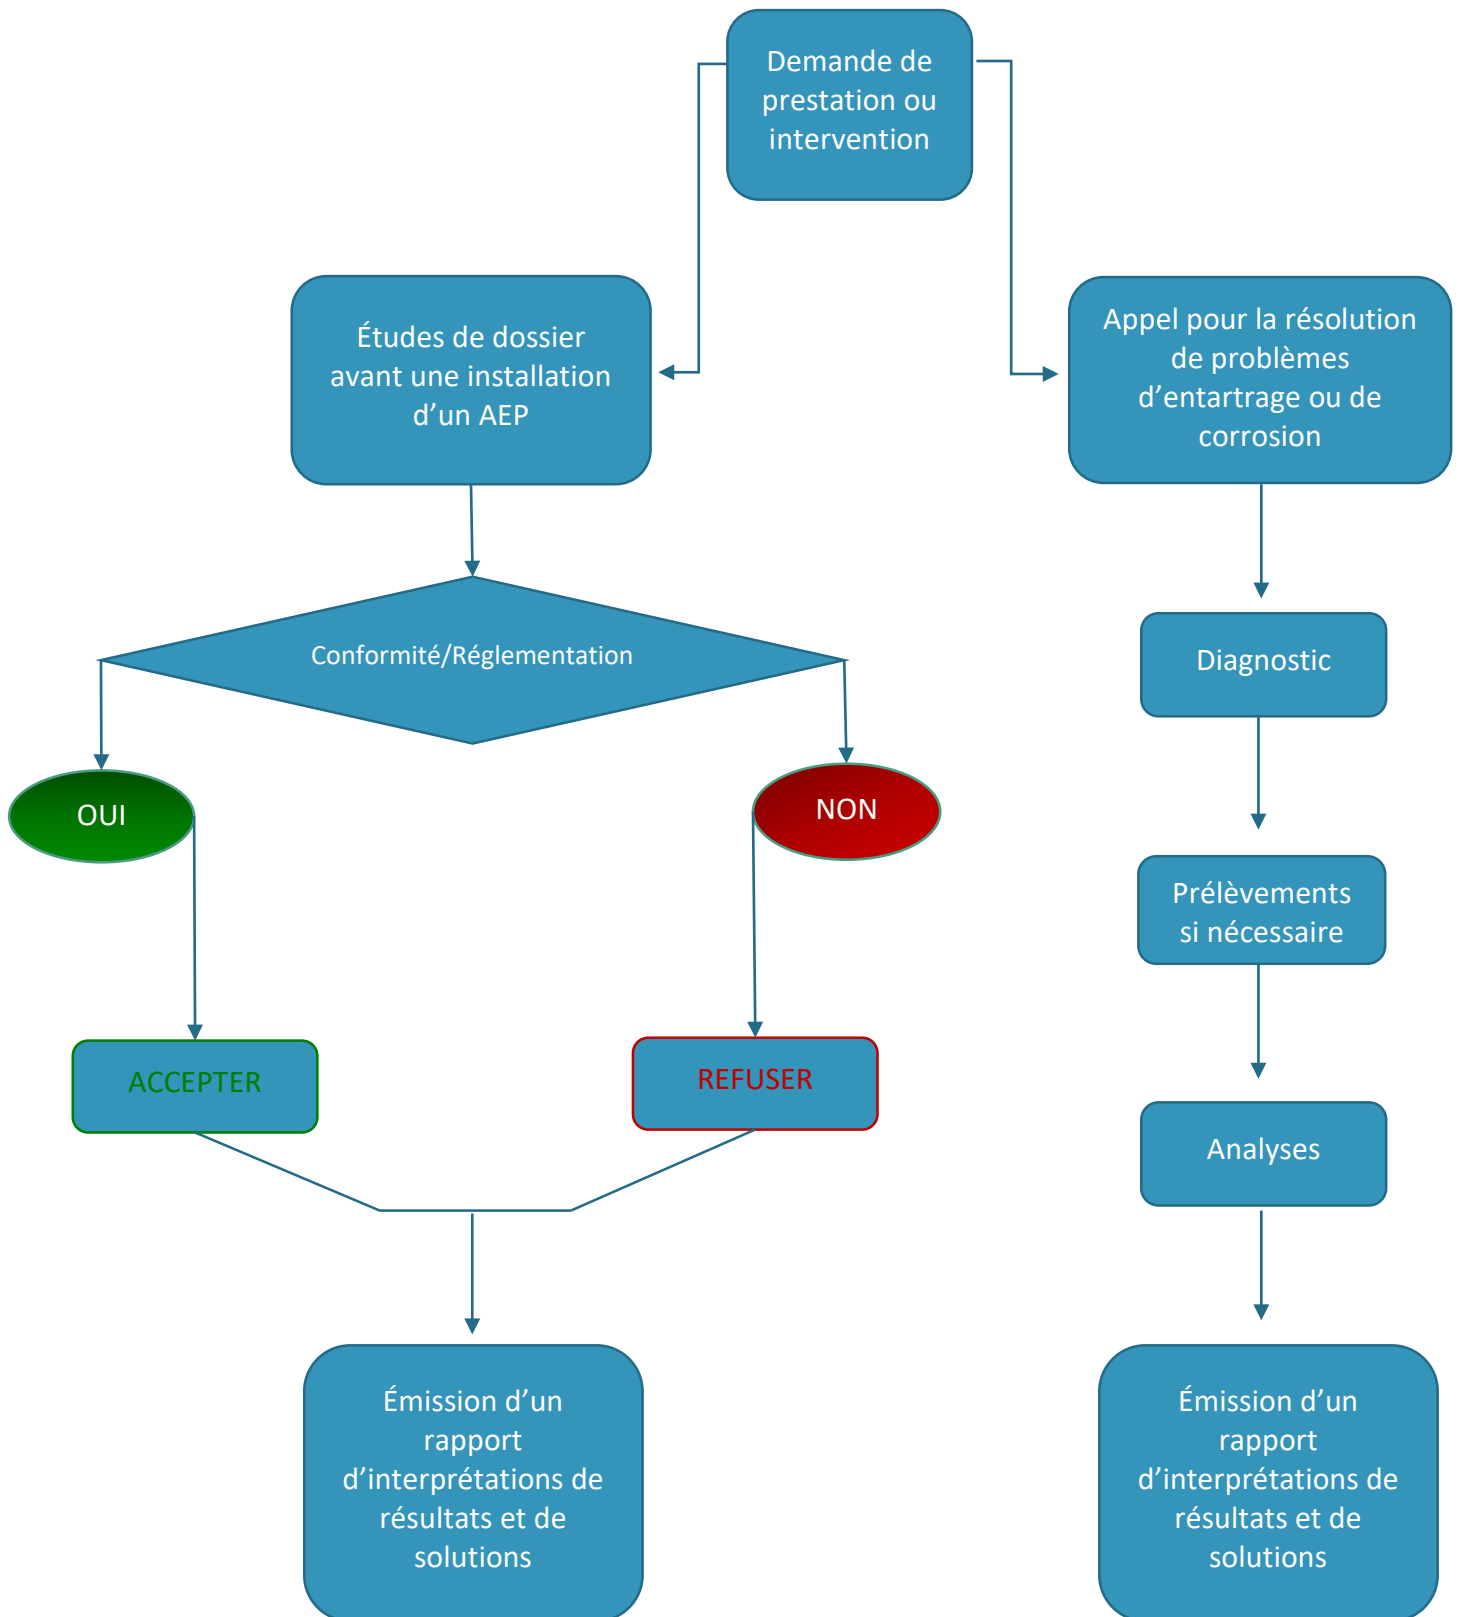 Demande de
prestation ou
intervention
Études de dossier
avant une installation
d’un AEP
Appel pour la résolution
de problèmes
d’entartrage ou de
corrosion
Conformité/Réglementation
Diagnostic
OUI
NON
Prélèvements
si nécessaire
ACCEPTER
REFUSER
Analyses
Émission d’un
rapport
d’interprétations de
résultats et de
solutions
Émission d’un
rapport
d’interprétations de
résultats et de
solutions